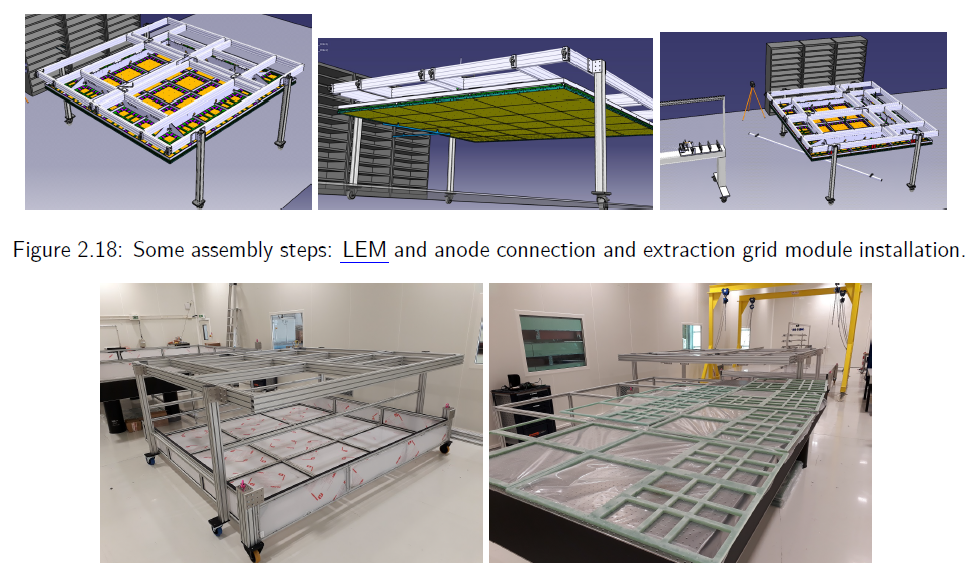 Figure 2.18: Some assembly steps: LEM and anode connection and extraction grid module installation.